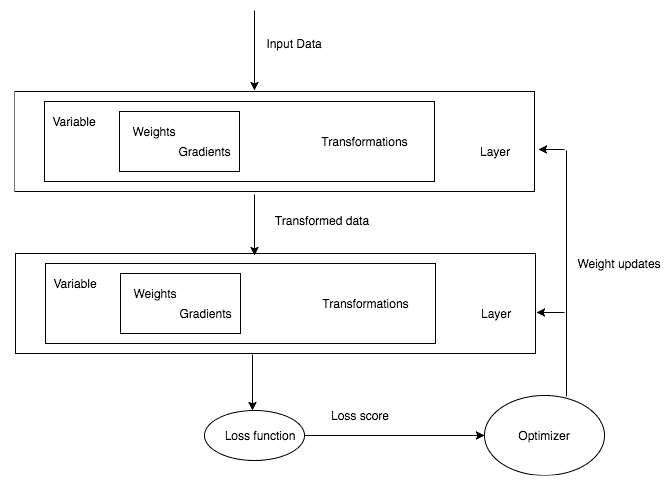 Input Data
Variable
Weights
Gradients
Transformations
Layer
Transformed data
Weight updates
Variable
Weights
Gradients
Transformations
Layer
Loss function
Loss score
Optimizer